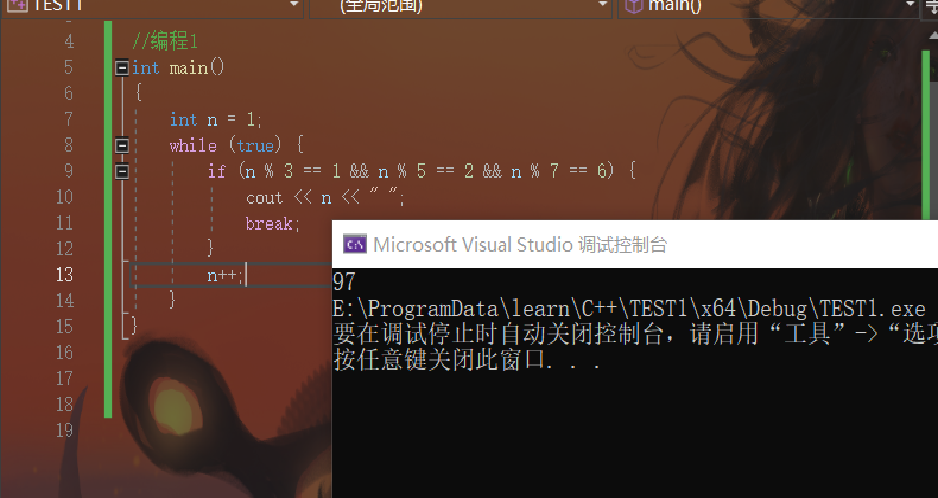 TEST1 (全局范围) main()
4 //编程1
5 int main()
6 {
7 int n = 1;
8 while (true) {
9 if (n % 3 == 1 && n % 5 == 2 && n % 7 == 6) {
10 cout << n << " ";
11 break;
12 }
13 n++;
14 }
15 }
16
17
18
19
Microsoft Visual Studio 调试控制台
97
E:\ProgramData\learn\C++\TEST1\x64\Debug\TEST1.exe
要在调试停止时自动关闭控制台，请启用“工具”->“选项
按任意键关闭此窗口. . .